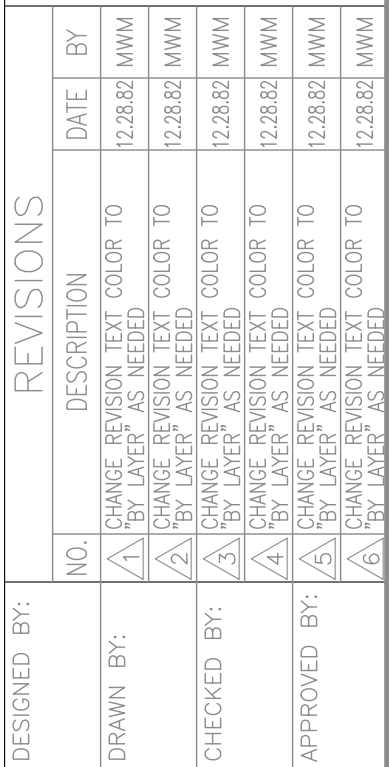 REVISIONS
NO. DESCRIPTION DATE BY
1 CHANGE REVISION TEXT COLOR TO 12.28.82 MWM
"BY LAYER" AS NEEDED
2 CHANGE REVISION TEXT COLOR TO 12.28.82 MWM
"BY LAYER" AS NEEDED
3 CHANGE REVISION TEXT COLOR TO 12.28.82 MWM
"BY LAYER" AS NEEDED
4 CHANGE REVISION TEXT COLOR TO 12.28.82 MWM
"BY LAYER" AS NEEDED
5 CHANGE REVISION TEXT COLOR TO 12.28.82 MWM
"BY LAYER" AS NEEDED
6 CHANGE REVISION TEXT COLOR TO 12.28.82 MWM
"BY LAYER" AS NEEDED
DESIGNED BY:
DRAWN BY:
CHECKED BY:
APPROVED BY: